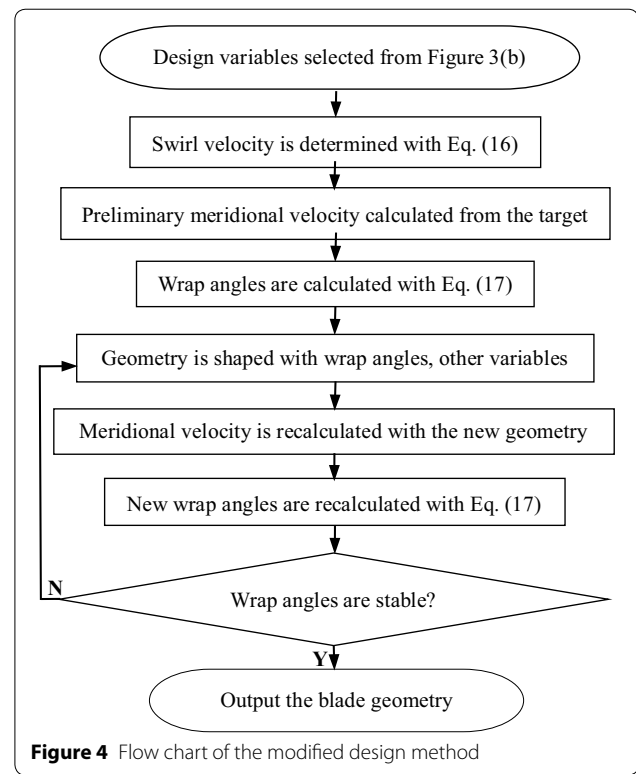 Design variables selected from Figure 3(b)
Swirl velocity is determined with Eq. (16)
Preliminary meridional velocity calculated from the target
Wrap angles are calculated with Eq. (17)
Geometry is shaped with wrap angles, other variables
Meridional velocity is recalculated with the new geometry
New wrap angles are recalculated with Eq. (17)
N
Wrap angles are stable?
Y
Output the blade geometry
Figure 4 Flow chart of the modified design method